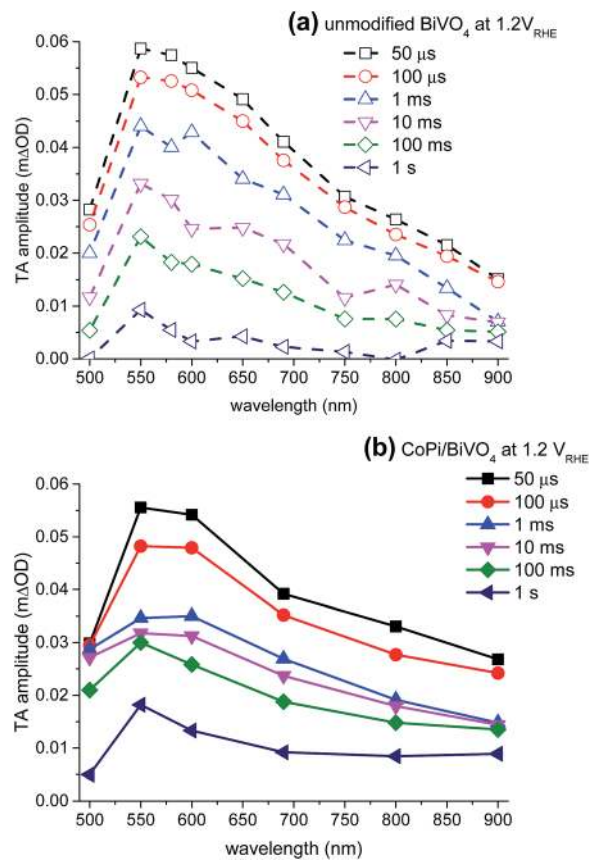 (a) unmodified BiVO₄ at 1.2V_RHE
50 μs
100 μs
1 ms
10 ms
100 ms
1 s
TA amplitude (mΔOD)
0.06
0.05
0.04
0.03
0.02
0.01
0.00
500 550 600 650 700 750 800 850 900
wavelength (nm)
(b) CoPi/BiVO₄ at 1.2 V_RHE
50 μs
100 μs
1 ms
10 ms
100 ms
1 s
TA amplitude (mΔOD)
0.06
0.05
0.04
0.03
0.02
0.01
0.00
500 550 600 650 700 750 800 850 900
wavelength (nm)